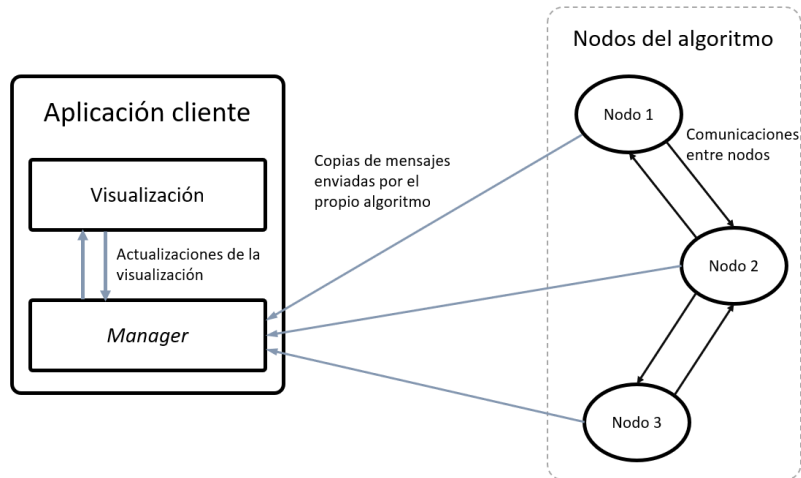 Nodos del algoritmo
Aplicación cliente
Nodo 1
Comunicaciones
entre nodos
Copias de mensajes
enviadas por el
propio algoritmo
Visualización
Actualizaciones de la
visualización
Nodo 2
Manager
Nodo 3